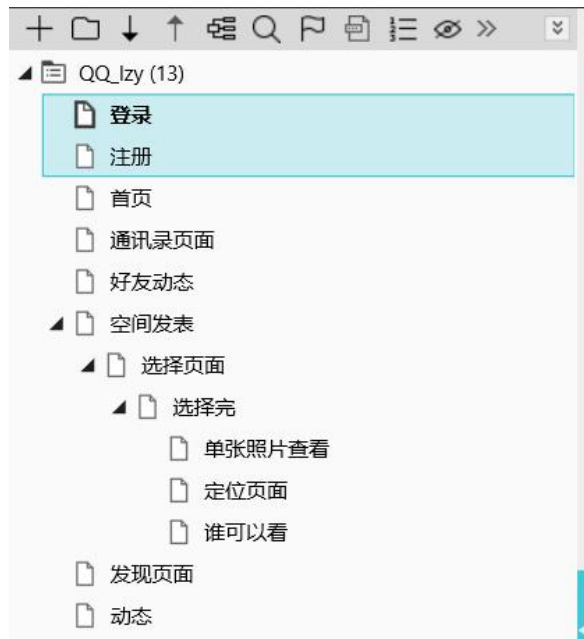 QQ_lzy (13)
登录
注册
首页
通讯录页面
好友动态
空间发表
选择页面
选择完
单张照片查看
定位页面
谁可以看
发现页面
动态